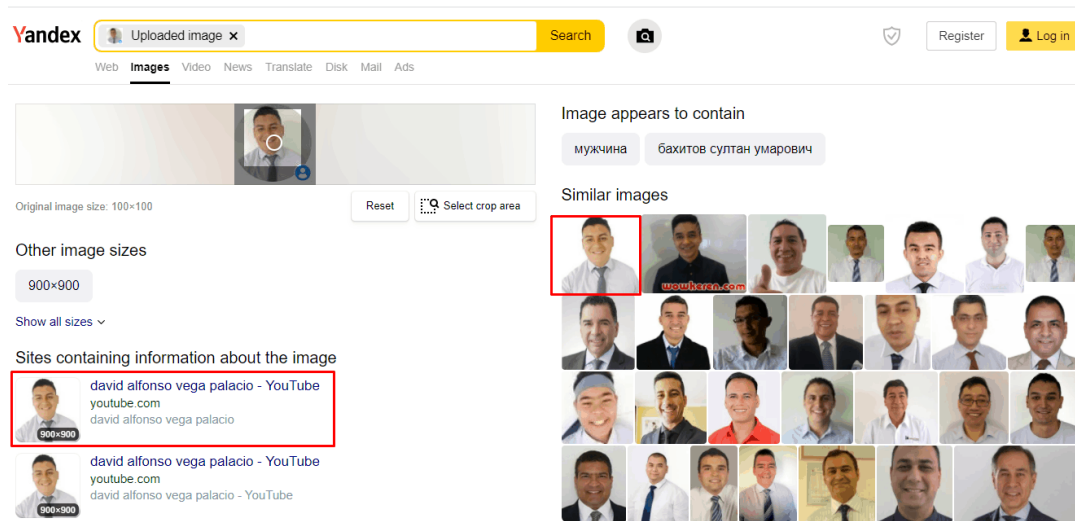 Yandex
Uploaded image ×
Search
Register
Log in
Web Images Video News Translate Disk Mail Ads
Original image size: 100×100
Reset
Select crop area
Other image sizes
900×900
Show all sizes
Sites containing information about the image
david alfonso vega palacio - YouTube
youtube.com
david alfonso vega palacio
900×900
david alfonso vega palacio - YouTube
youtube.com
david alfonso vega palacio - YouTube
900×900
Image appears to contain
мужчина
бахитов султан умарович
Similar images
wowkeren.com